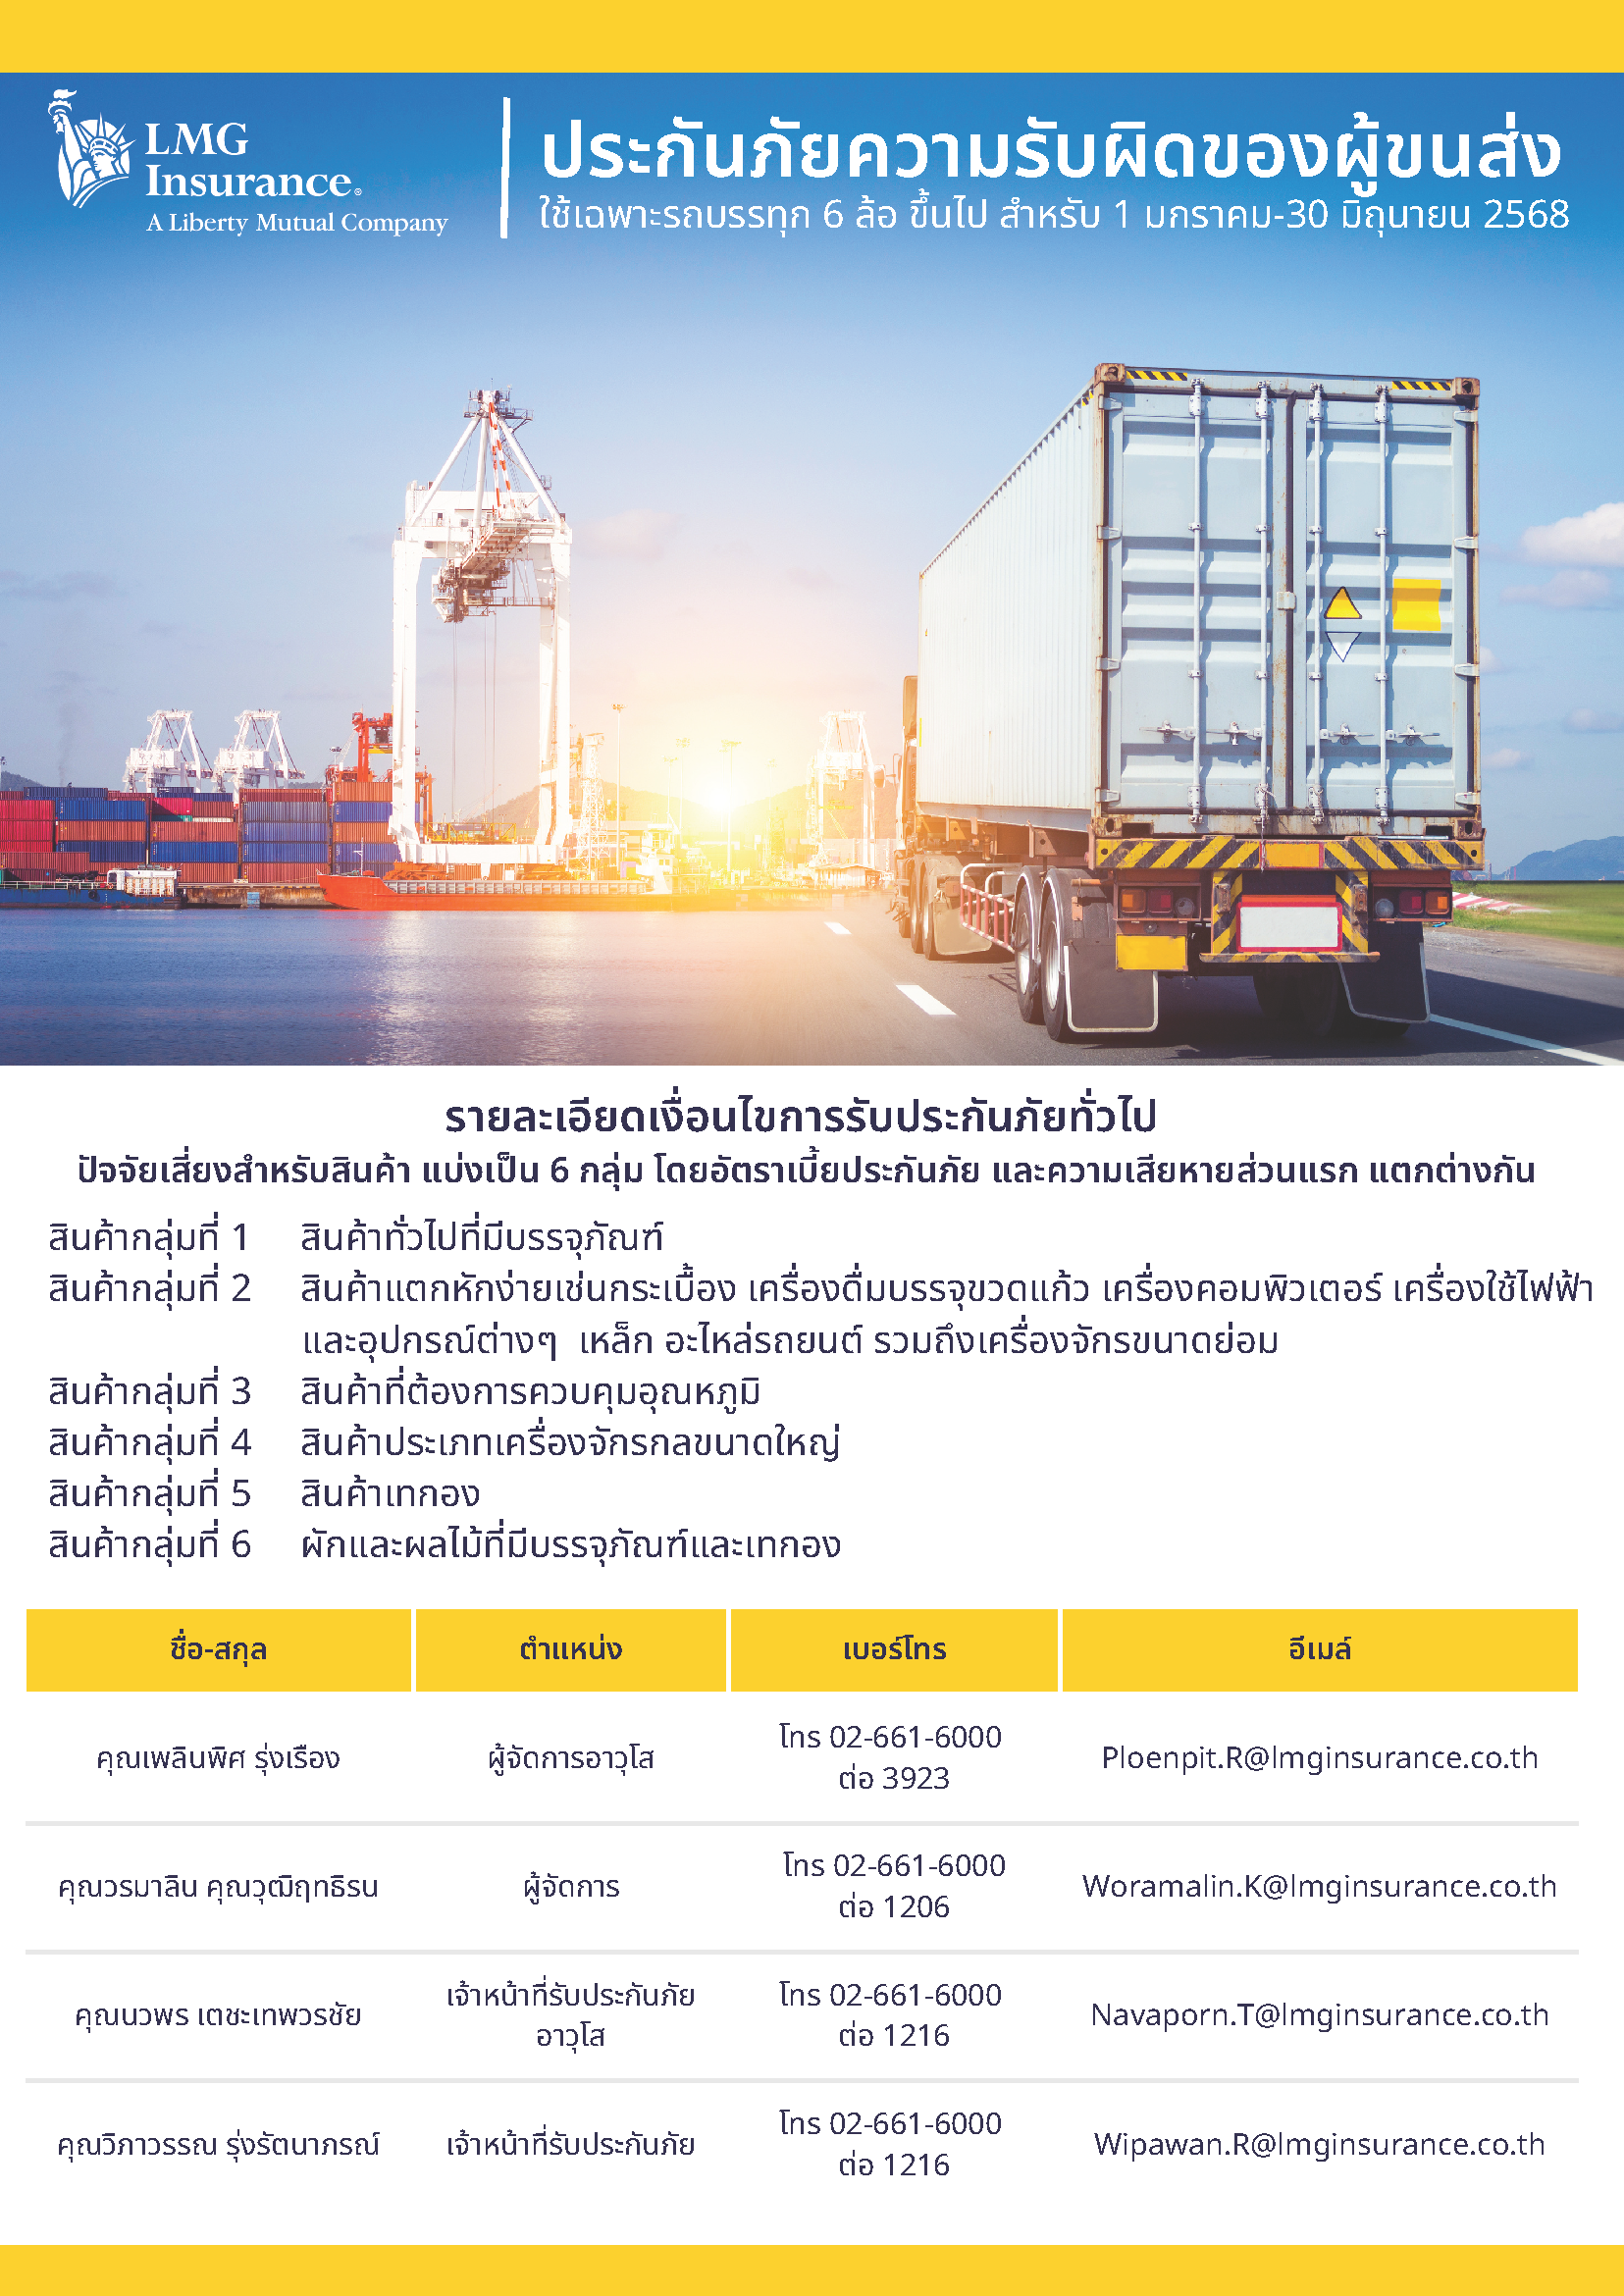 LMG
Insurance®
A Liberty Mutual Company
ประกันภัยความรับผิดของผู้ขนส่ง
ใช้เฉพาะรถบรรทุก 6 ล้อ ขึ้นไป สำหรับ 1 มกราคม-30 มิถุนายน 2568
รายละเอียดเงื่อนไขการรับประกันภัยทั่วไป
ปัจจัยเสี่ยงสำหรับสินค้า แบ่งเป็น 6 กลุ่ม โดยอัตราเบี้ยประกันภัย และความเสียหายส่วนแรก แตกต่างกัน
สินค้ากลุ่มที่ 1 สินค้าทั่วไปที่มีบรรจุภัณฑ์
สินค้ากลุ่มที่ 2 สินค้าแตกหักง่ายเช่นกระเบื้อง เครื่องดื่มบรรจุขวดแก้ว เครื่องคอมพิวเตอร์ เครื่องใช้ไฟฟ้า
และอุปกรณ์ต่างๆ เหล็ก อะไหล่รถยนต์ รวมถึงเครื่องจักรขนาดย่อม
สินค้ากลุ่มที่ 3 สินค้าที่ต้องการควบคุมอุณหภูมิ
สินค้ากลุ่มที่ 4 สินค้าประเภทเครื่องจักรกลขนาดใหญ่
สินค้ากลุ่มที่ 5 สินค้าเทกอง
สินค้ากลุ่มที่ 6 ผักและผลไม้ที่มีบรรจุภัณฑ์และเทกอง
ชื่อ-สกุล ตำแหน่ง เบอร์โทร อีเมล์
คุณเพลินพิศ รุ่งเรือง ผู้จัดการอาวุโส โทร 02-661-6000
ต่อ 3923
Ploenpit.R@lmginsurance.co.th
คุณวรมาลิน คุณวุฒิฤทธิรน ผู้จัดการ โทร 02-661-6000
ต่อ 1206
Woramalin.K@lmginsurance.co.th
คุณนวพร เตชะเทพวรชัย เจ้าหน้าที่รับประกันภัย
อาวุโส
โทร 02-661-6000
ต่อ 1216
Navaporn.T@lmginsurance.co.th
คุณวิภาวรรณ รุ่งรัตนาภรณ์ เจ้าหน้าที่รับประกันภัย โทร 02-661-6000
ต่อ 1216
Wipawan.R@lmginsurance.co.th